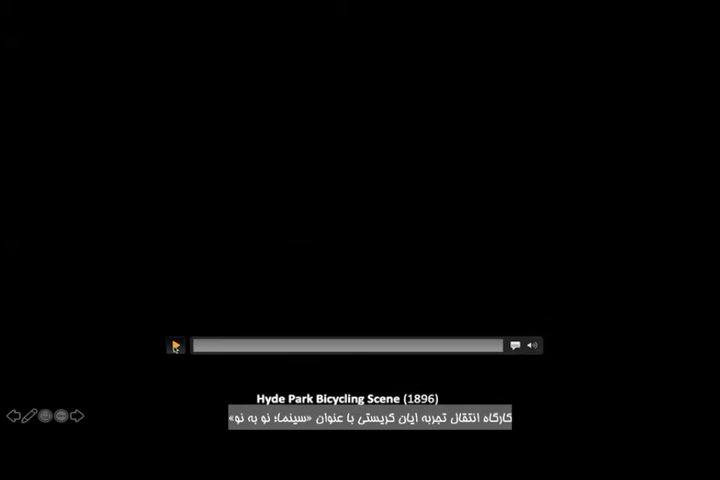 Hyde Park Bicycling Scene (1896)
کارگاه انتقال تجربه ایان کریستی با عنوان «سینما؛ نو به نو»